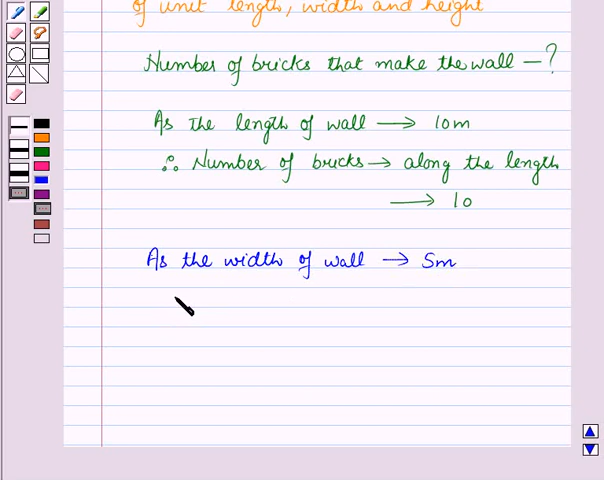 of unit length, width and height
Number of bricks that make the wall – ?
As the length of wall → 10m
∴ Number of bricks → along the length
→ 10
As the width of wall → 5m